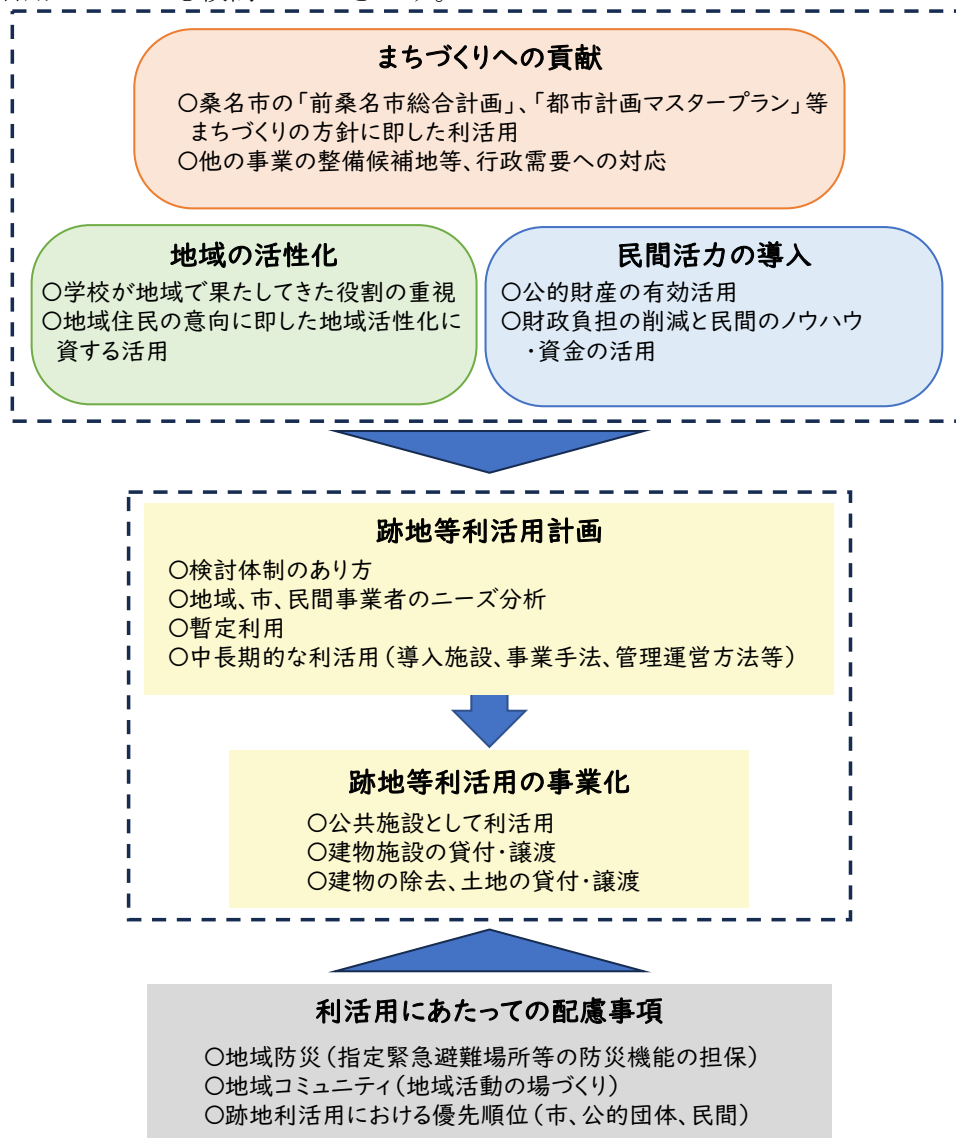 まちづくりへの貢献
〇桑名市の「前桑名市総合計画」、「都市計画マスタープラン」等
まちづくりの方針に即した利活用
〇他の事業の整備候補地等、行政需要への対応
地域の活性化
〇学校が地域で果たしてきた役割の重視
〇地域住民の意向に即した地域活性化に
資する活用
民間活力の導入
〇公的財産の有効活用
〇財政負担の削減と民間のノウハウ
・資金の活用
跡地等利活用計画
〇検討体制のあり方
〇地域、市、民間事業者のニーズ分析
〇暫定利用
〇中長期的な利活用(導入施設、事業手法、管理運営方法等)
跡地等利活用の事業化
〇公共施設として利活用
〇建物施設の貸付・譲渡
〇建物の除去、土地の貸付・譲渡
利活用にあたっての配慮事項
〇地域防災(指定緊急避難場所等の防災機能の担保)
〇地域コミュニティ(地域活動の場づくり)
〇跡地利活用における優先順位(市、公的団体、民間)